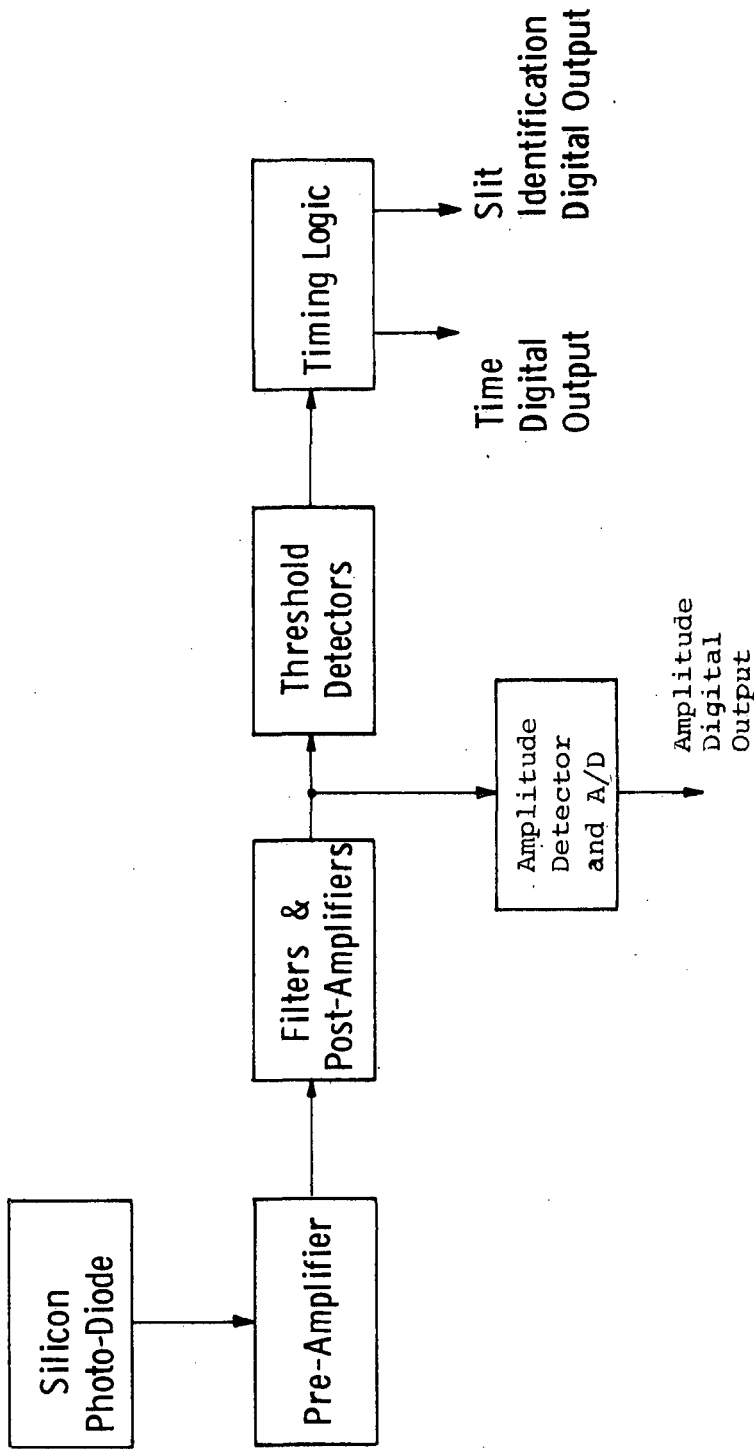 Silicon
Photo-Diode
Pre-Amplifier
Filters &
Post-Amplifiers
Threshold
Detectors
Timing Logic
Amplitude
Detector
and A/D
Time
Digital
Output
Slit
Identification
Digital Output
Amplitude
Digital
Output